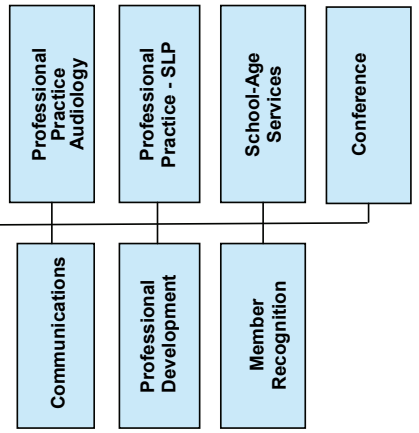 Professional
Practice
Audiology
Professional
Practice - SLP
School-Age
Services
Conference
Communications
Professional
Development
Member
Recognition